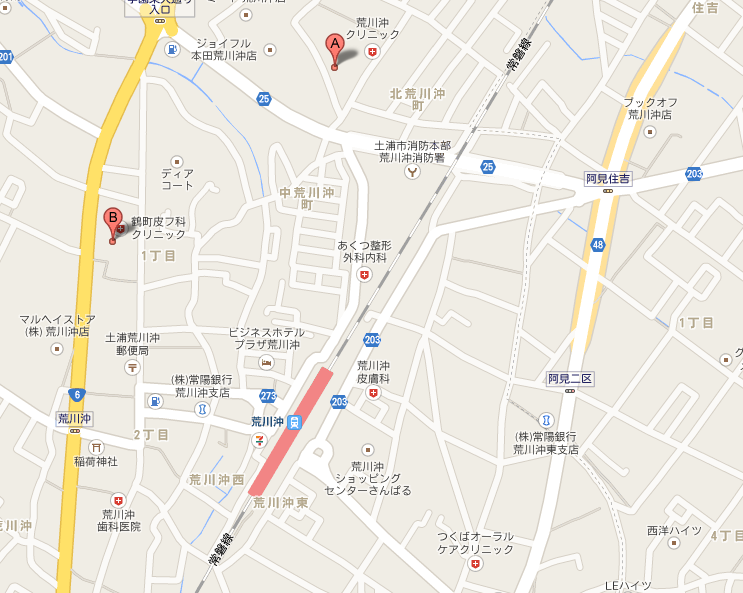 入口
住吉
荒川沖
クリニック
ジョイフル
本田荒川沖店
常磐線
201
A
25
北荒川沖
町
ブックオフ
荒川沖店
土浦市消防本部
荒川沖消防署
25
203
阿見住吉
ディア
コート
中荒川沖
町
B
鶴町皮フ科
クリニック
1丁目
あくつ整形
外科内科
48
マルヘイストア
(株) 荒川沖店
土浦荒川沖
郵便局
ビジネスホテル
プラザ荒川沖
203
1丁目
荒川沖
皮膚科
(株)常陽銀行
荒川沖支店
阿見二区
6
273
203
荒川沖
荒川沖
2丁目
(株)常陽銀行
荒川沖東支店
稲荷神社
荒川沖
ショッピング
センターさんぱる
荒川沖西
荒川沖東
荒川沖
歯科医院
荒川沖
常磐線
つくばオーラル
ケアクリニック
西洋ハイツ
4丁目
LEハイツ